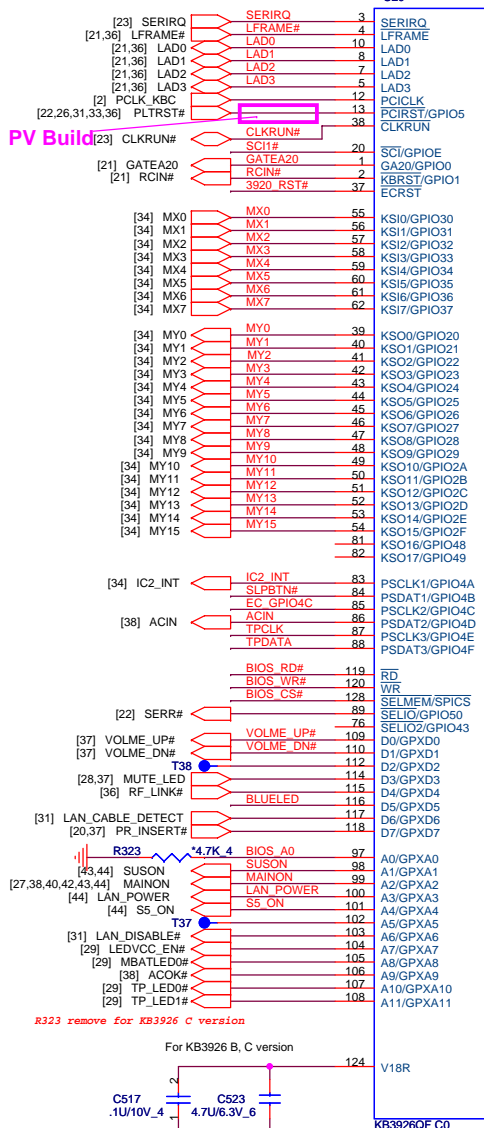 [23] SERIRQ SERIRQ 3 SERIRQ
[21,36] LFRAME# LFRAME# 4 LFRAME
[21,36] LAD0 LAD0 10 LAD0
[21,36] LAD1 LAD1 8 LAD1
[21,36] LAD2 LAD2 7 LAD2
[21,36] LAD3 LAD3 5 LAD3
[2] PCLK_KBC 12 PCICLK
[22,26,31,33,36] PLTRST# 13 PCIRST/GPIO5
PV Build
[23] CLKRUN# CLKRUN# 38 CLKRUN
SCI1# 20 SCI/GPIOE
[21] GATEA20 GATEA20 1 GA20/GPIO0
[21] RCIN# RCIN# 2 KBRST/GPIO1
3920_RST# 37 ECRST
[34] MX0 MX0 55 KSI0/GPIO30
[34] MX1 MX1 56 KSI1/GPIO31
[34] MX2 MX2 57 KSI2/GPIO32
[34] MX3 MX3 58 KSI3/GPIO33
[34] MX4 MX4 59 KSI4/GPIO34
[34] MX5 MX5 60 KSI5/GPIO35
[34] MX6 MX6 61 KSI6/GPIO36
[34] MX7 MX7 62 KSI7/GPIO37
[34] MY0 MY0 39 KSO0/GPIO20
[34] MY1 MY1 40 KSO1/GPIO21
[34] MY2 MY2 41 KSO2/GPIO22
[34] MY3 MY3 42 KSO3/GPIO23
[34] MY4 MY4 43 KSO4/GPIO24
[34] MY5 MY5 44 KSO5/GPIO25
[34] MY6 MY6 45 KSO6/GPIO26
[34] MY7 MY7 46 KSO7/GPIO27
[34] MY8 MY8 47 KSO8/GPIO28
[34] MY9 MY9 48 KSO9/GPIO29
[34] MY10 MY10 49 KSO10/GPIO2A
[34] MY11 MY11 50 KSO11/GPIO2B
[34] MY12 MY12 51 KSO12/GPIO2C
[34] MY13 MY13 52 KSO13/GPIO2D
[34] MY14 MY14 53 KSO14/GPIO2E
[34] MY15 MY15 54 KSO15/GPIO2F
81 KSO16/GPIO48
82 KSO17/GPIO49
[34] IC2_INT IC2_INT 83 PSCLK1/GPIO4A
SLPBTN# 84 PSDAT1/GPIO4B
EC_GPIO4C 85 PSCLK2/GPIO4C
[38] ACIN ACIN 86 PSDAT2/GPIO4D
TPCLK 87 PSCLK3/GPIO4E
TPDATA 88 PSDAT3/GPIO4F
BIOS_RD# 119 RD
BIOS_WR# 120 WR
BIOS_CS# 128 SELMEM/SPICS
[22] SERR# 89 SELIO/GPIO50
76 SELIO2/GPIO43
[37] VOLME_UP# VOLME_UP# 109 D0/GPXD0
[37] VOLME_DN# VOLME_DN# 110 D1/GPXD1
T38 112 D2/GPXD2
[28,37] MUTE_LED 114 D3/GPXD3
[36] RF_LINK# 115 D4/GPXD4
BLUELED 116 D5/GPXD5
[31] LAN_CABLE_DETECT 117 D6/GPXD6
[20,37] PR_INSERT# 118 D7/GPXD7
R323 *4.7K_4 BIOS_A0 97 A0/GPXA0
[43,44] SUSON SUSON 98 A1/GPXA1
[27,38,40,42,43,44] MAINON MAINON 99 A2/GPXA2
[44] LAN_POWER LAN_POWER 100 A3/GPXA3
[44] S5_ON S5_ON 101 A4/GPXA4
T37 102 A5/GPXA5
[31] LAN_DISABLE# 103 A6/GPXA6
[29] LEDVCC_EN# 104 A7/GPXA7
[29] MBATLED0# 105 A8/GPXA8
[38] ACOK# 106 A9/GPXA9
[29] TP_LED0# 107 A10/GPXA10
[29] TP_LED1# 108 A11/GPXA11
R323 remove for KB3926 C version
For KB3926 B, C version
124 V18R
C517 2 C523
.1U/10V_4 1 4.7U/6.3V_6
KB3926QF C0